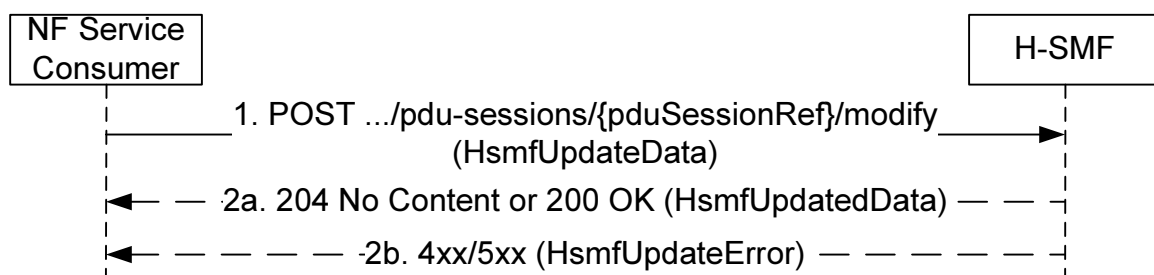 NF Service
Consumer
H-SMF
1. POST .../pdu-sessions/{pduSessionRef}/modify
(HsmfUpdateData)
2a. 204 No Content or 200 OK (HsmfUpdatedData)
2b. 4xx/5xx (HsmfUpdateError)